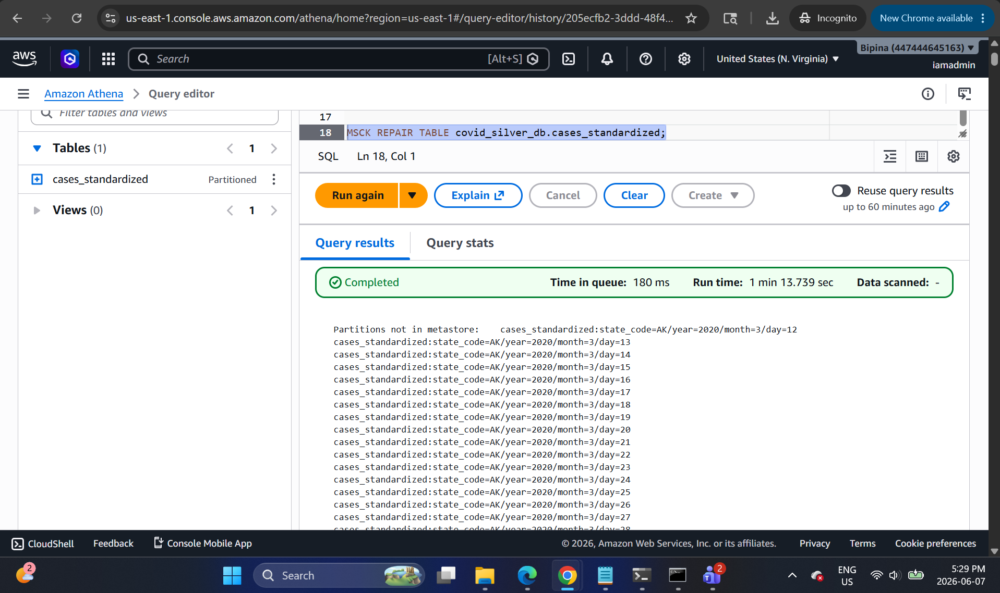 us-east-1.console.aws.amazon.com/athena/home?region=us-east-1#/query-editor/history/205ecfb2-3ddd-48f4...
Incognito
New Chrome available
aws
Search
[Alt+S]
United States (N. Virginia)
Bipina (447444645163)
iamadmin
Amazon Athena
Query editor
Filter tables and views
Tables (1)
1
cases_standardized
Partitioned
Views (0)
1
17
18 MSCK REPAIR TABLE covid_silver_db.cases_standardized;
SQL Ln 18, Col 1
Run again
Explain
Cancel
Clear
Create
Reuse query results
up to 60 minutes ago
Query results
Query stats
Completed
Time in queue: 180 ms
Run time: 1 min 13.739 sec
Data scanned: -
Partitions not in metastore: cases_standardized:state_code=AK/year=2020/month=3/day=12
cases_standardized:state_code=AK/year=2020/month=3/day=13
cases_standardized:state_code=AK/year=2020/month=3/day=14
cases_standardized:state_code=AK/year=2020/month=3/day=15
cases_standardized:state_code=AK/year=2020/month=3/day=16
cases_standardized:state_code=AK/year=2020/month=3/day=17
cases_standardized:state_code=AK/year=2020/month=3/day=18
cases_standardized:state_code=AK/year=2020/month=3/day=19
cases_standardized:state_code=AK/year=2020/month=3/day=20
cases_standardized:state_code=AK/year=2020/month=3/day=21
cases_standardized:state_code=AK/year=2020/month=3/day=22
cases_standardized:state_code=AK/year=2020/month=3/day=23
cases_standardized:state_code=AK/year=2020/month=3/day=24
cases_standardized:state_code=AK/year=2020/month=3/day=25
cases_standardized:state_code=AK/year=2020/month=3/day=26
cases_standardized:state_code=AK/year=2020/month=3/day=27
cases_standardized:state_code=AK/year=2020/month=3/day=28
CloudShell
Feedback
Console Mobile App
© 2026, Amazon Web Services, Inc. or its affiliates.
Privacy
Terms
Cookie preferences
2
Search
2
ENG
US
5:29 PM
2026-06-07